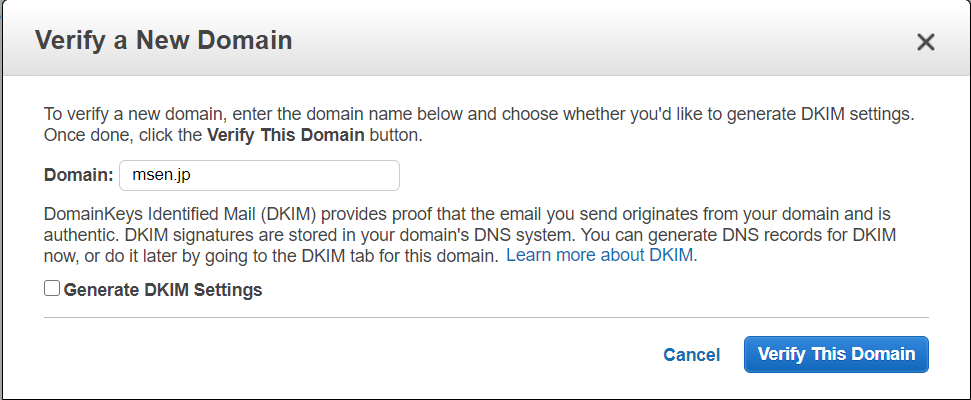 Verify a New Domain
To verify a new domain, enter the domain name below and choose whether you'd like to generate DKIM settings.
Once done, click the Verify This Domain button.
Domain: msen.jp
DomainKeys Identified Mail (DKIM) provides proof that the email you send originates from your domain and is
authentic. DKIM signatures are stored in your domain's DNS system. You can generate DNS records for DKIM
now, or do it later by going to the DKIM tab for this domain. Learn more about DKIM.
Generate DKIM Settings
Cancel Verify This Domain